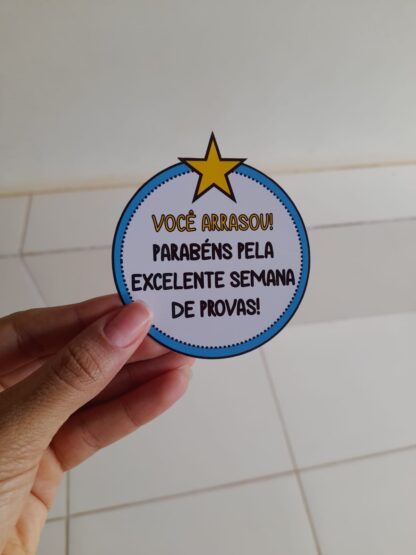 VOCÊ ARRASOU!
PARABÉNS PELA
EXCELENTE SEMANA
DE PROVAS!